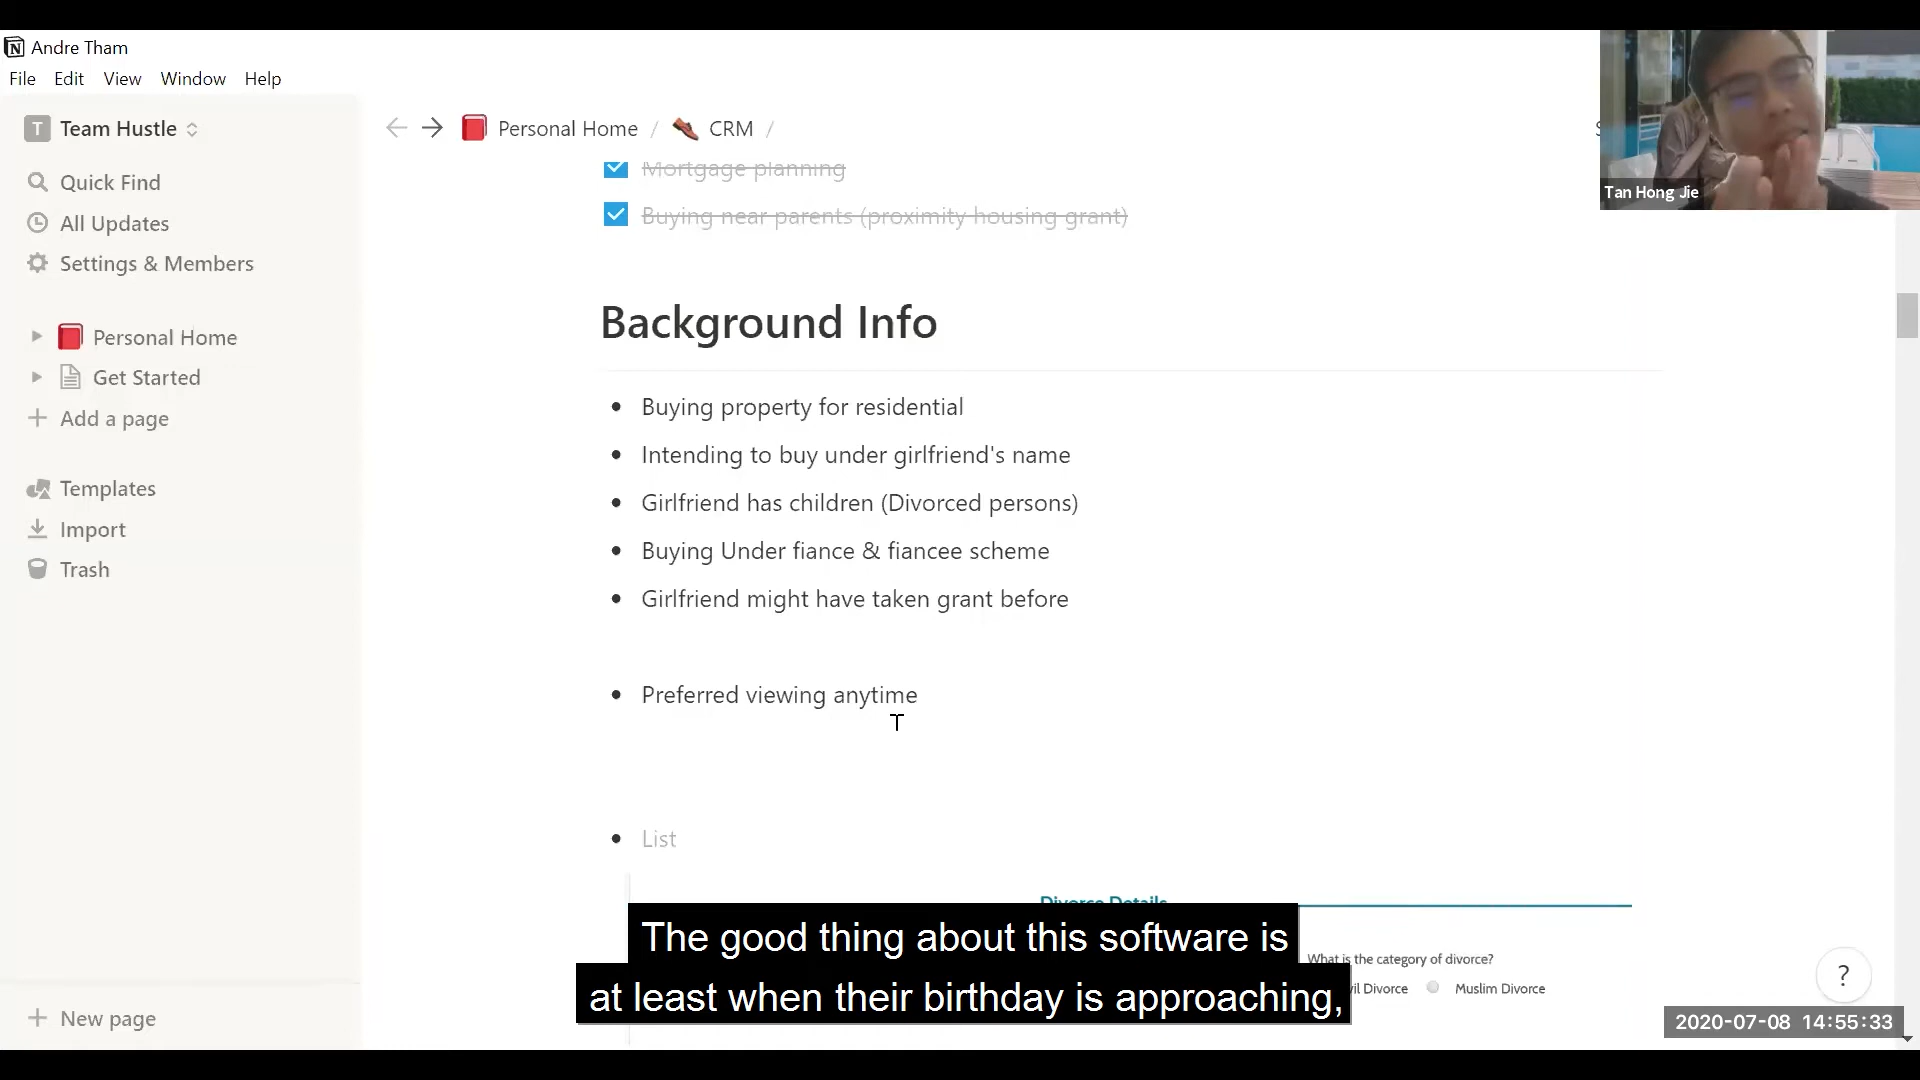 Andre Tham
File Edit View Window Help
T Team Hustle
Personal Home / CRM /
Quick Find
All Updates
Settings & Members
Personal Home
Get Started
Add a page
Templates
Import
Trash
New page
Mortgage planning
Buying near parents (proximity housing grant)
Background Info
Buying property for residential
Intending to buy under girlfriend's name
Girlfriend has children (Divorced persons)
Buying Under fiance & fiancee scheme
Girlfriend might have taken grant before
Preferred viewing anytime
List
Divorce Details
What is the category of divorce?
Divorce Muslim Divorce
The good thing about this software is
at least when their birthday is approaching,
Tan Hong Jie
?
2020-07-08 14:55:33